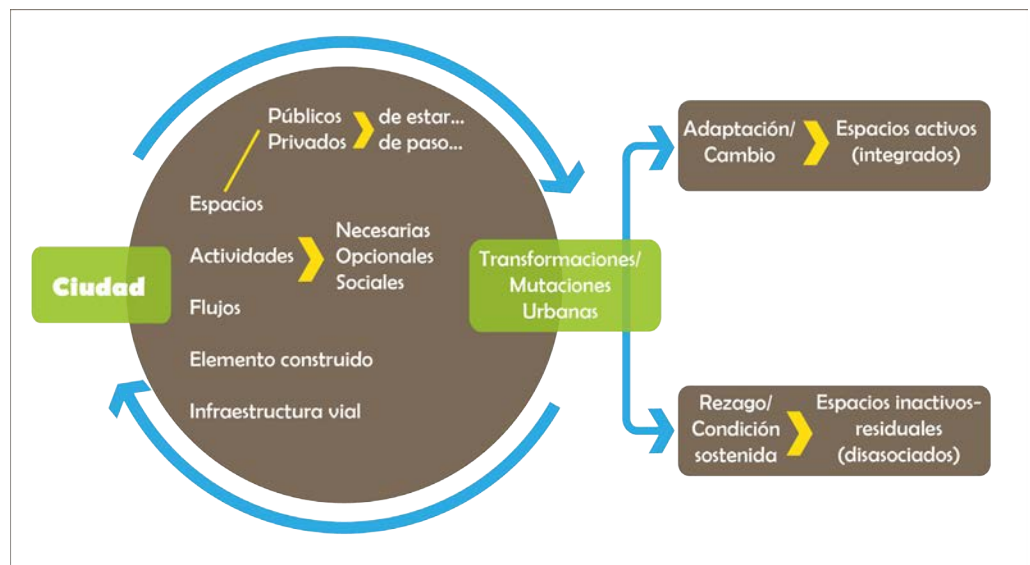 Públicos
Privados
de estar...
de paso...
Espacios
Actividades
Necesarias
Opcionales
Sociales
Flujos
Elemento construido
Infraestructura vial
Ciudad
Transformaciones/
Mutaciones
Urbanas
Adaptación/
Cambio
Espacios activos
(integrados)
Rezago/
Condición
sostenida
Espacios inactivos-
residuales
(disasociados)